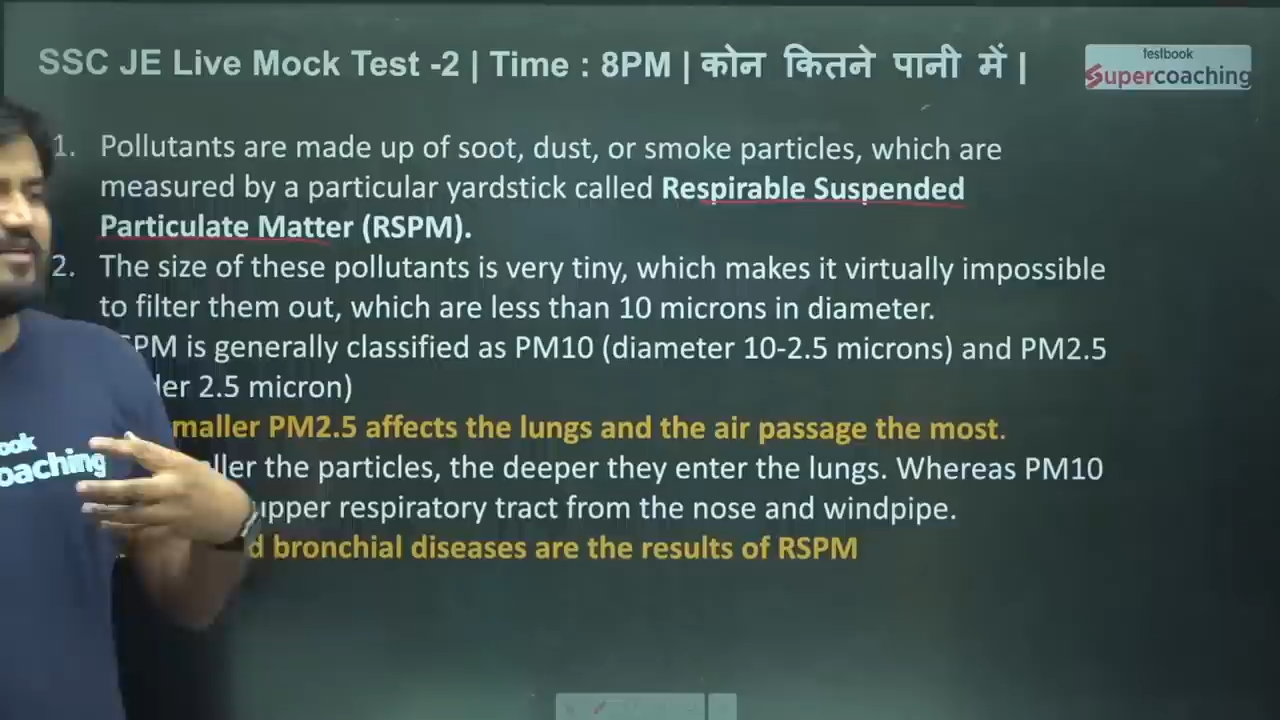 SSC JE Live Mock Test -2 | Time : 8PM | कोन कितने पानी में |
testbook
Supercoaching
1. Pollutants are made up of soot, dust, or smoke particles, which are
measured by a particular yardstick called Respirable Suspended
Particulate Matter (RSPM).
2. The size of these pollutants is very tiny, which makes it virtually impossible
to filter them out, which are less than 10 microns in diameter.
SPM is generally classified as PM10 (diameter 10-2.5 microns) and PM2.5
der 2.5 micron)
maller PM2.5 affects the lungs and the air passage the most.
ller the particles, the deeper they enter the lungs. Whereas PM10
upper respiratory tract from the nose and windpipe.
d bronchial diseases are the results of RSPM
ook
oaching